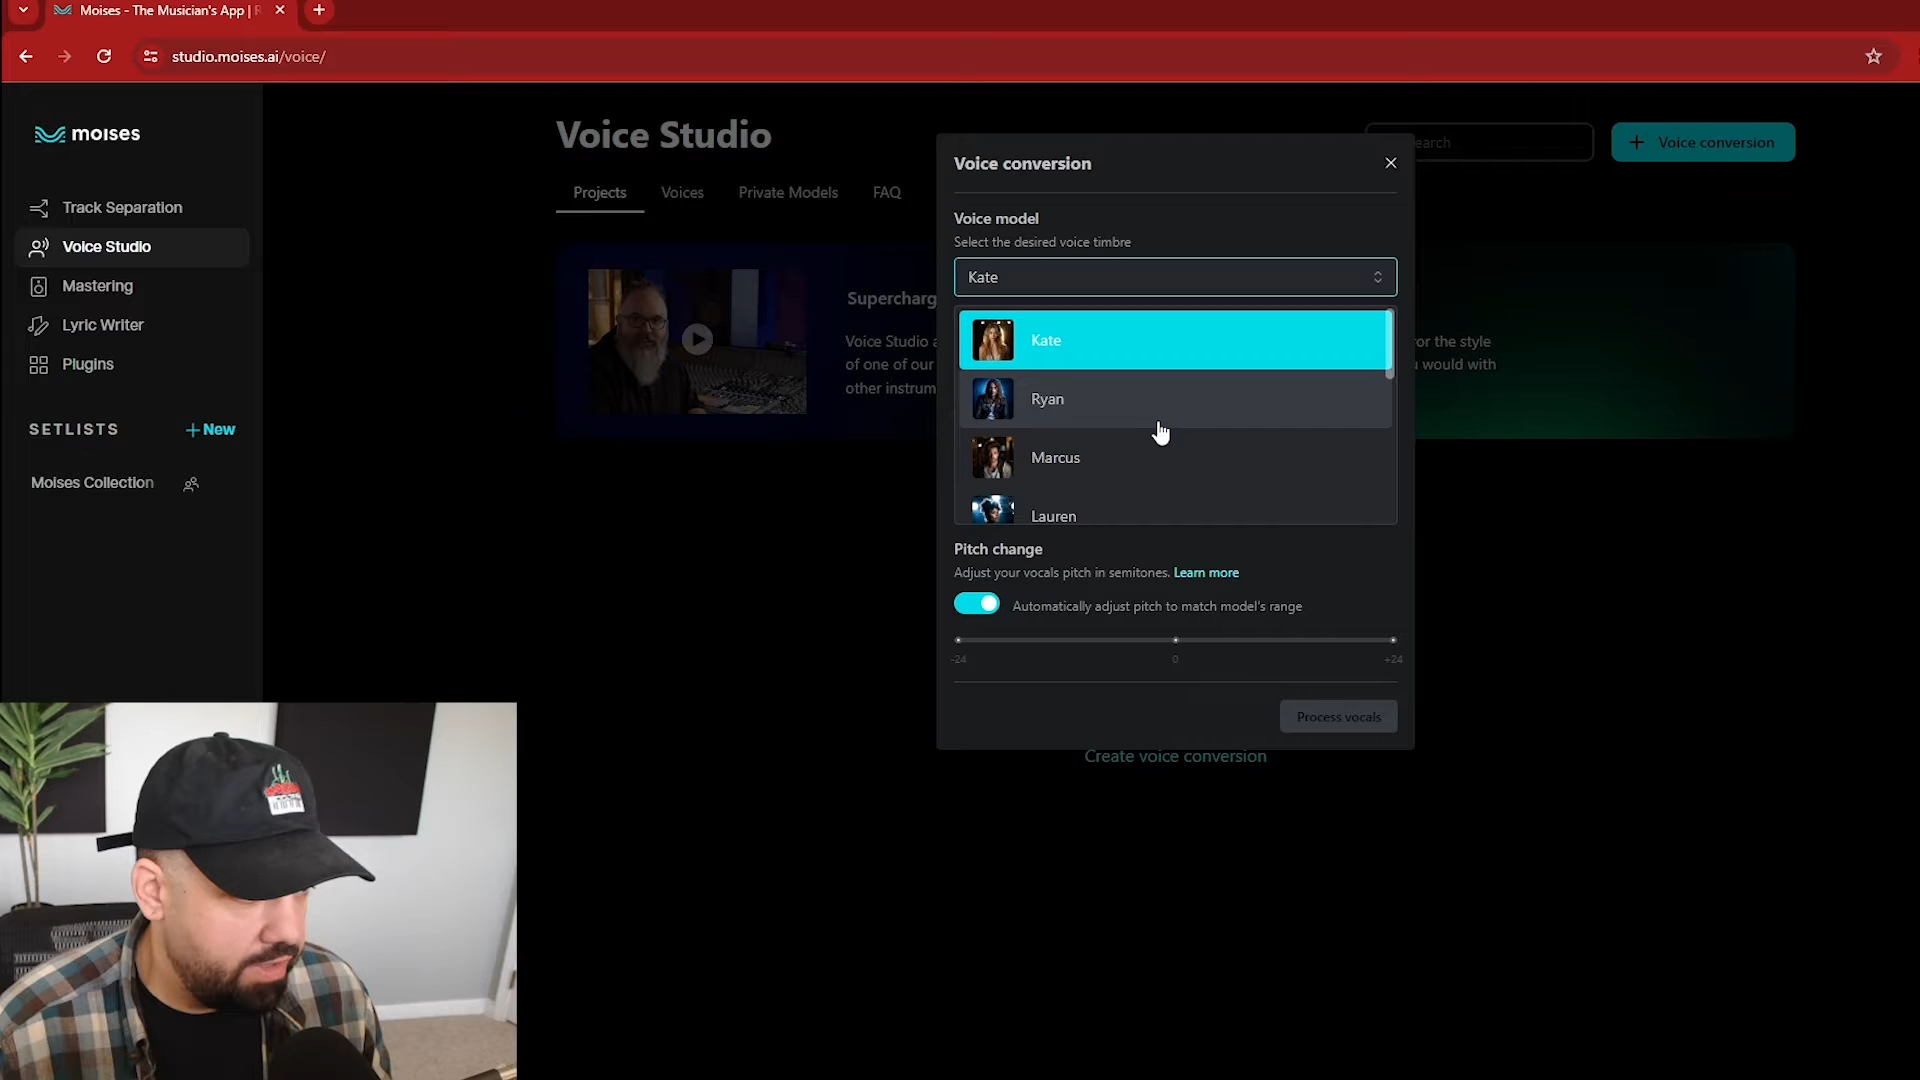 Moises - The Musician's App |
studio.moises.ai/voice/
moises
Track Separation
Voice Studio
Mastering
Lyric Writer
Plugins
SETLISTS
+ New
Moises Collection
Voice Studio
Projects
Voices
Private Models
FAQ
earch
+ Voice conversion
Supercharg
Voice Studio
of one of our
other instrum
or the style
would with
Voice conversion
Voice model
Select the desired voice timbre
Kate
Kate
Ryan
Marcus
Lauren
Pitch change
Adjust your vocals pitch in semitones. Learn more
Automatically adjust pitch to match model's range
-24
0
+24
Process vocals
Create voice conversion